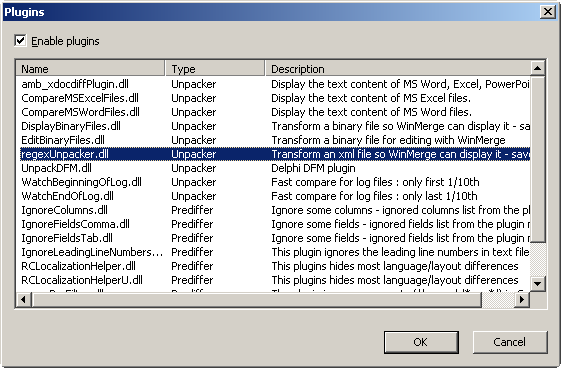 Plugins
Enable plugins
Name Type Description
amb_xdocdiffPlugin.dll Unpacker Display the text content of MS Word, Excel, PowerPoi
CompareMSExcelFiles.dll Unpacker Display the text content of MS Excel files.
CompareMSWordFiles.dll Unpacker Display the text content of MS Word files.
DisplayBinaryFiles.dll Unpacker Transform a binary file so WinMerge can display it - sa
EditBinaryFiles.dll Unpacker Transform a binary file for editing with WinMerge
regexUnpacker.dll Unpacker Transform an xml file so WinMerge can display it - save
UnpackDFM.dll Unpacker Delphi DFM plugin
WatchBeginningOfLog.dll Unpacker Fast compare for log files : only first 1/10th
WatchEndOfLog.dll Unpacker Fast compare for log files : only last 1/10th
IgnoreColumns.dll Prediffer Ignore some columns - ignored columns list from the pl
IgnoreFieldsComma.dll Prediffer Ignore some fields - ignored fields list from the plugin r
IgnoreFieldsTab.dll Prediffer Ignore some fields - ignored fields list from the plugin r
IgnoreLeadingLineNumbers... Prediffer This plugin ignores the leading line numbers in text file
RCLocalizationHelper.dll Prediffer This plugins hides most language/layout differences
RCLocalizationHelperU.dll Prediffer This plugins hides most language/layout differences
OK Cancel